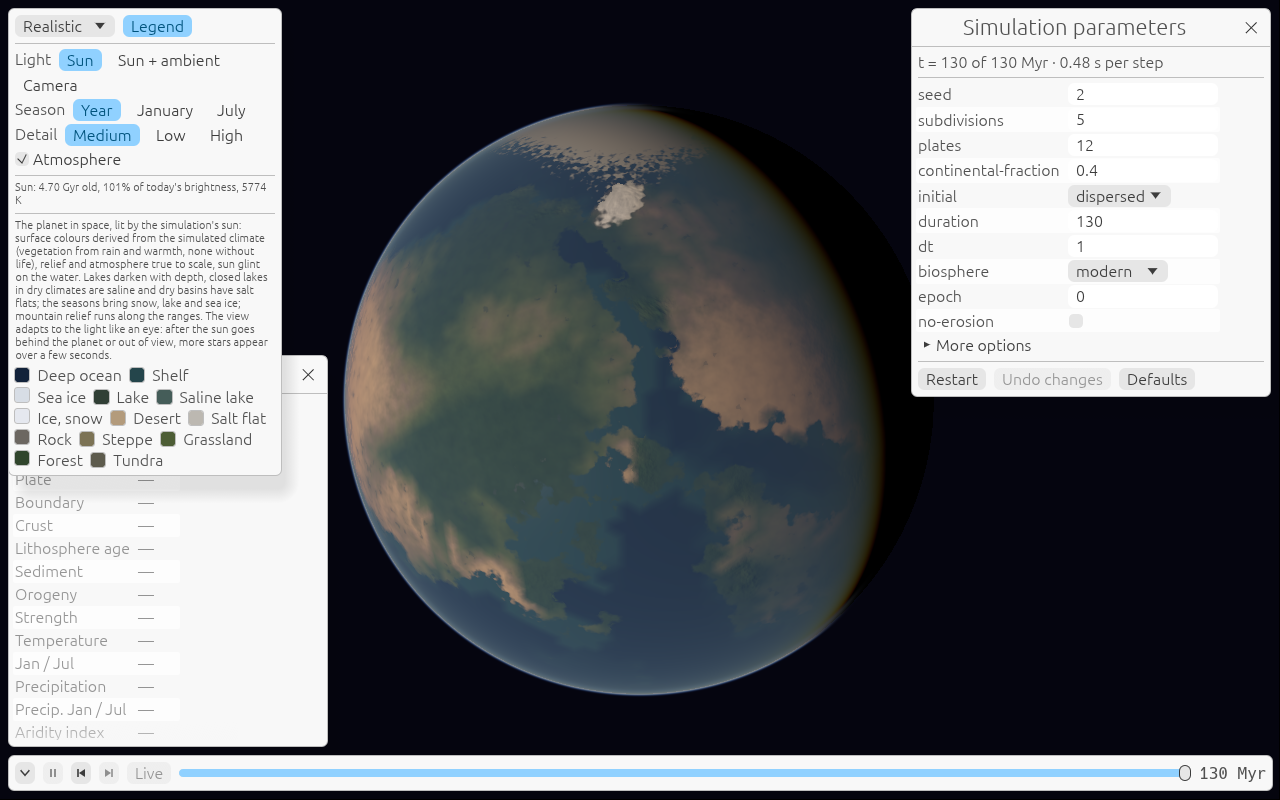 Realistic Legend
Light Sun Sun + ambient
Camera
Season Year January July
Detail Medium Low High
Atmosphere
Sun: 4.70 Gyr old, 101% of today's brightness, 5774
K
The planet in space, lit by the simulation's sun:
surface colours derived from the simulated climate
(vegetation from rain and warmth, none without
life), relief and atmosphere true to scale, sun glint
on the water. Lakes darken with depth, closed lakes
in dry climates are saline and dry basins have salt
flats; the seasons bring snow, lake and sea ice;
mountain relief runs along the ranges. The view
adapts to the light like an eye: after the sun goes
behind the planet or out of view, more stars appear
over a few seconds.
Deep ocean Shelf
Sea ice Lake Saline lake
Ice, snow Desert Salt flat
Rock Steppe Grassland
Forest Tundra
Plate —
Boundary —
Crust —
Lithosphere age —
Sediment —
Orogeny —
Strength —
Temperature —
Jan / Jul —
Precipitation —
Precip. Jan / Jul —
Aridity index —
Simulation parameters
t = 130 of 130 Myr · 0.48 s per step
seed 2
subdivisions 5
plates 12
continental-fraction 0.4
initial dispersed
duration 130
dt 1
biosphere modern
epoch 0
no-erosion
More options
Restart Undo changes Defaults
Live 130 Myr